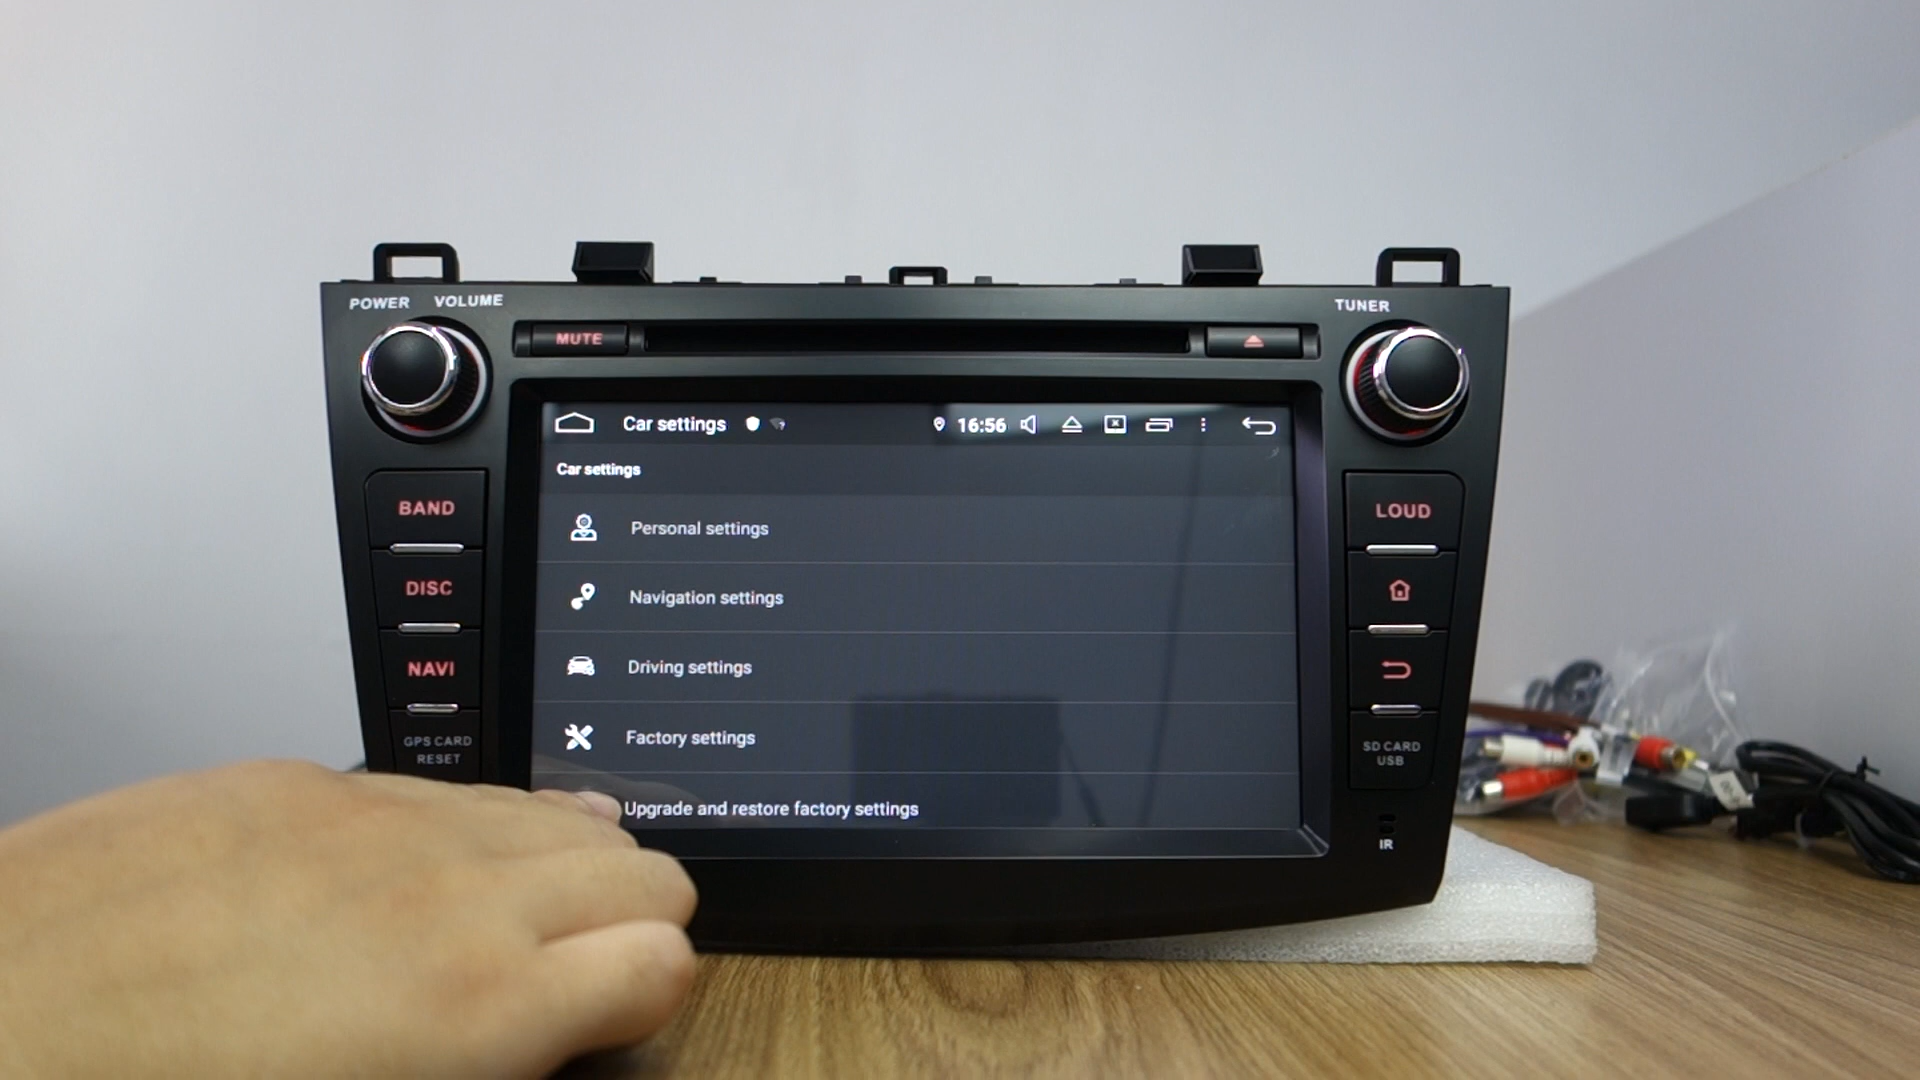 POWER VOLUME
TUNER
MUTE
Car settings
16:56
Car settings
BAND
Personal settings
LOUD
DISC
Navigation settings
NAVI
Driving settings
GPS CARD
RESET
Factory settings
SD CARD
USB
Upgrade and restore factory settings
IR